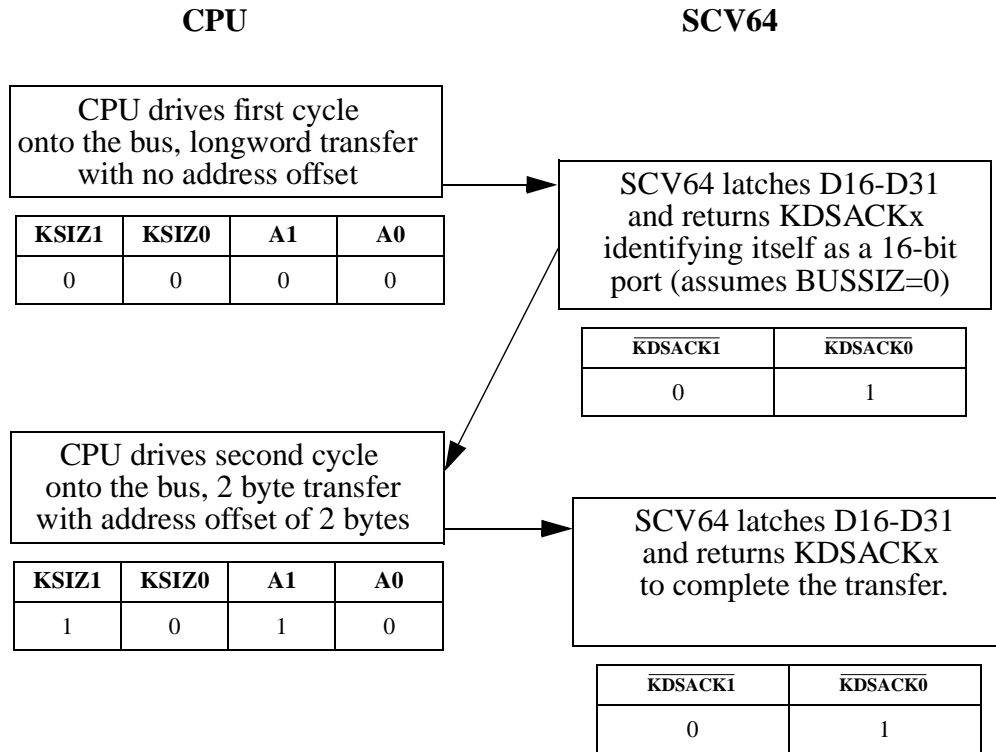 CPU
SCV64
CPU drives first cycle
onto the bus, longword transfer
with no address offset
KSIZ1 KSIZ0 A1 A0
0 0 0 0
SCV64 latches D16-D31
and returns KDSACKx
identifying itself as a 16-bit
port (assumes BUSSIZ=0)
KDSACK1 KDSACK0
0 1
CPU drives second cycle
onto the bus, 2 byte transfer
with address offset of 2 bytes
KSIZ1 KSIZ0 A1 A0
1 0 1 0
SCV64 latches D16-D31
and returns KDSACKx
to complete the transfer.
KDSACK1 KDSACK0
0 1